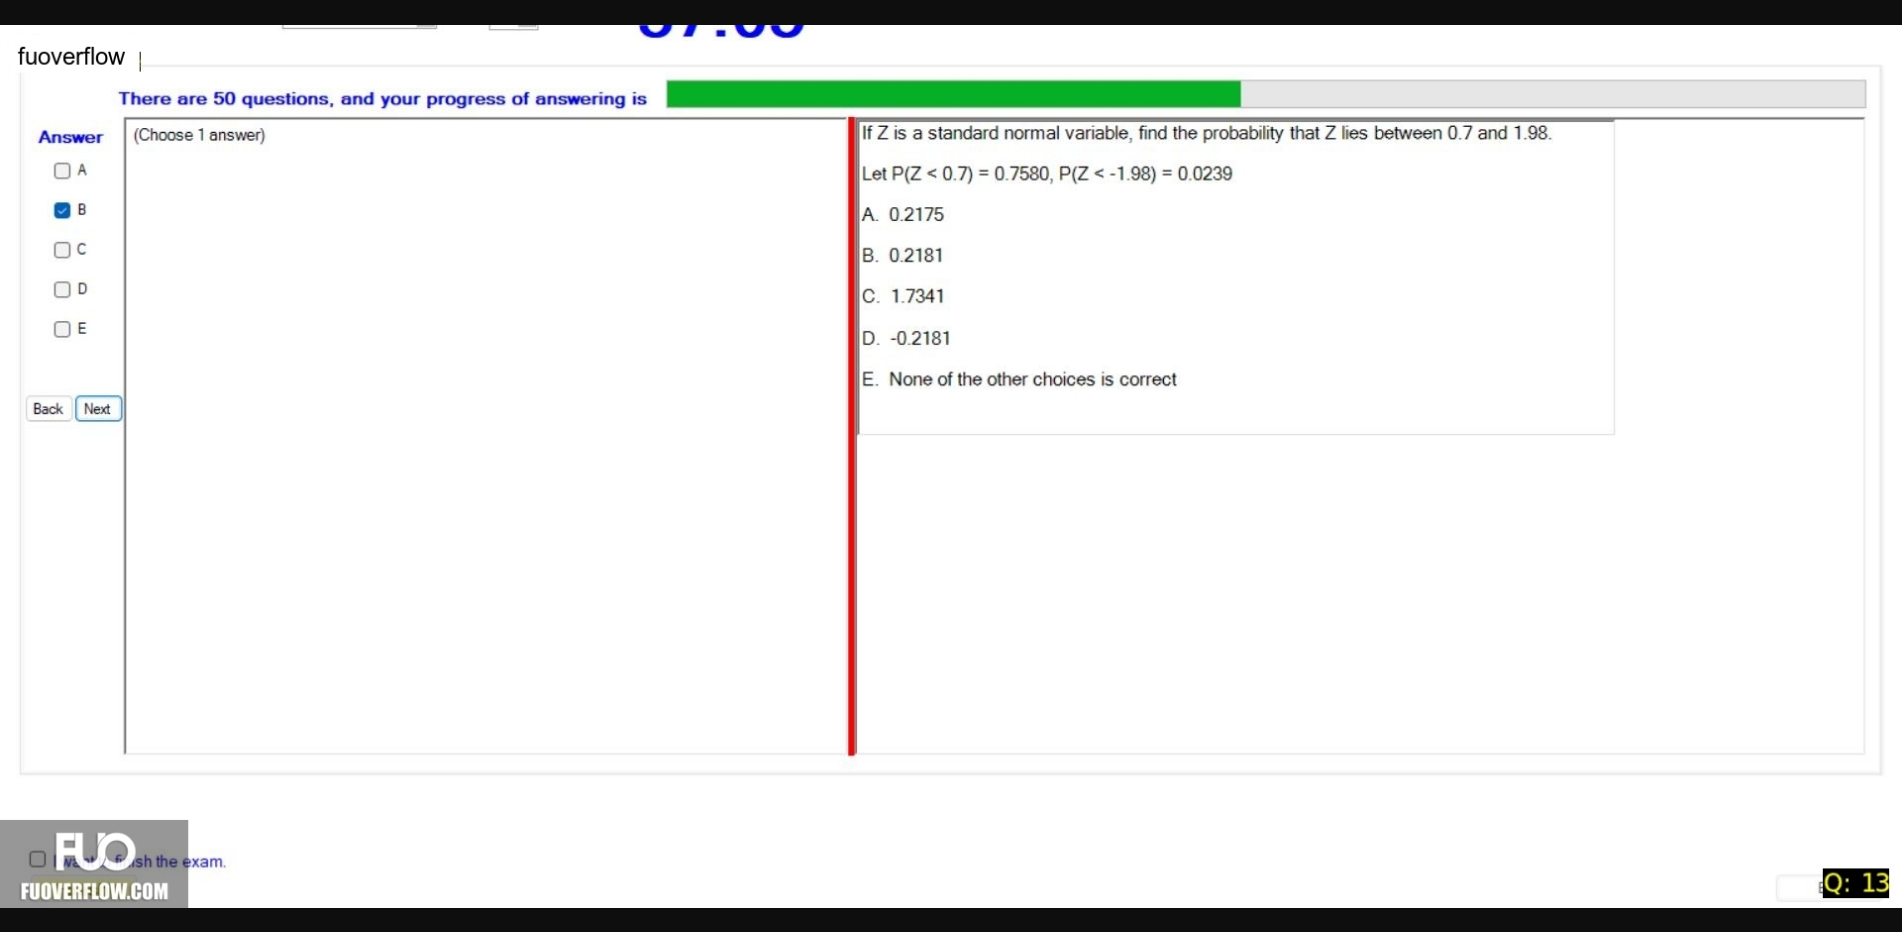 fuoverflow
There are 50 questions, and your progress of answering is
Answer
(Choose 1 answer)
A
B
C
D
E
Back Next
If Z is a standard normal variable, find the probability that Z lies between 0.7 and 1.98.
Let P(Z < 0.7) = 0.7580, P(Z < -1.98) = 0.0239
A. 0.2175
B. 0.2181
C. 1.7341
D. -0.2181
E. None of the other choices is correct
FUO
the exam.
FUOVERFLOW.COM
Q: 13